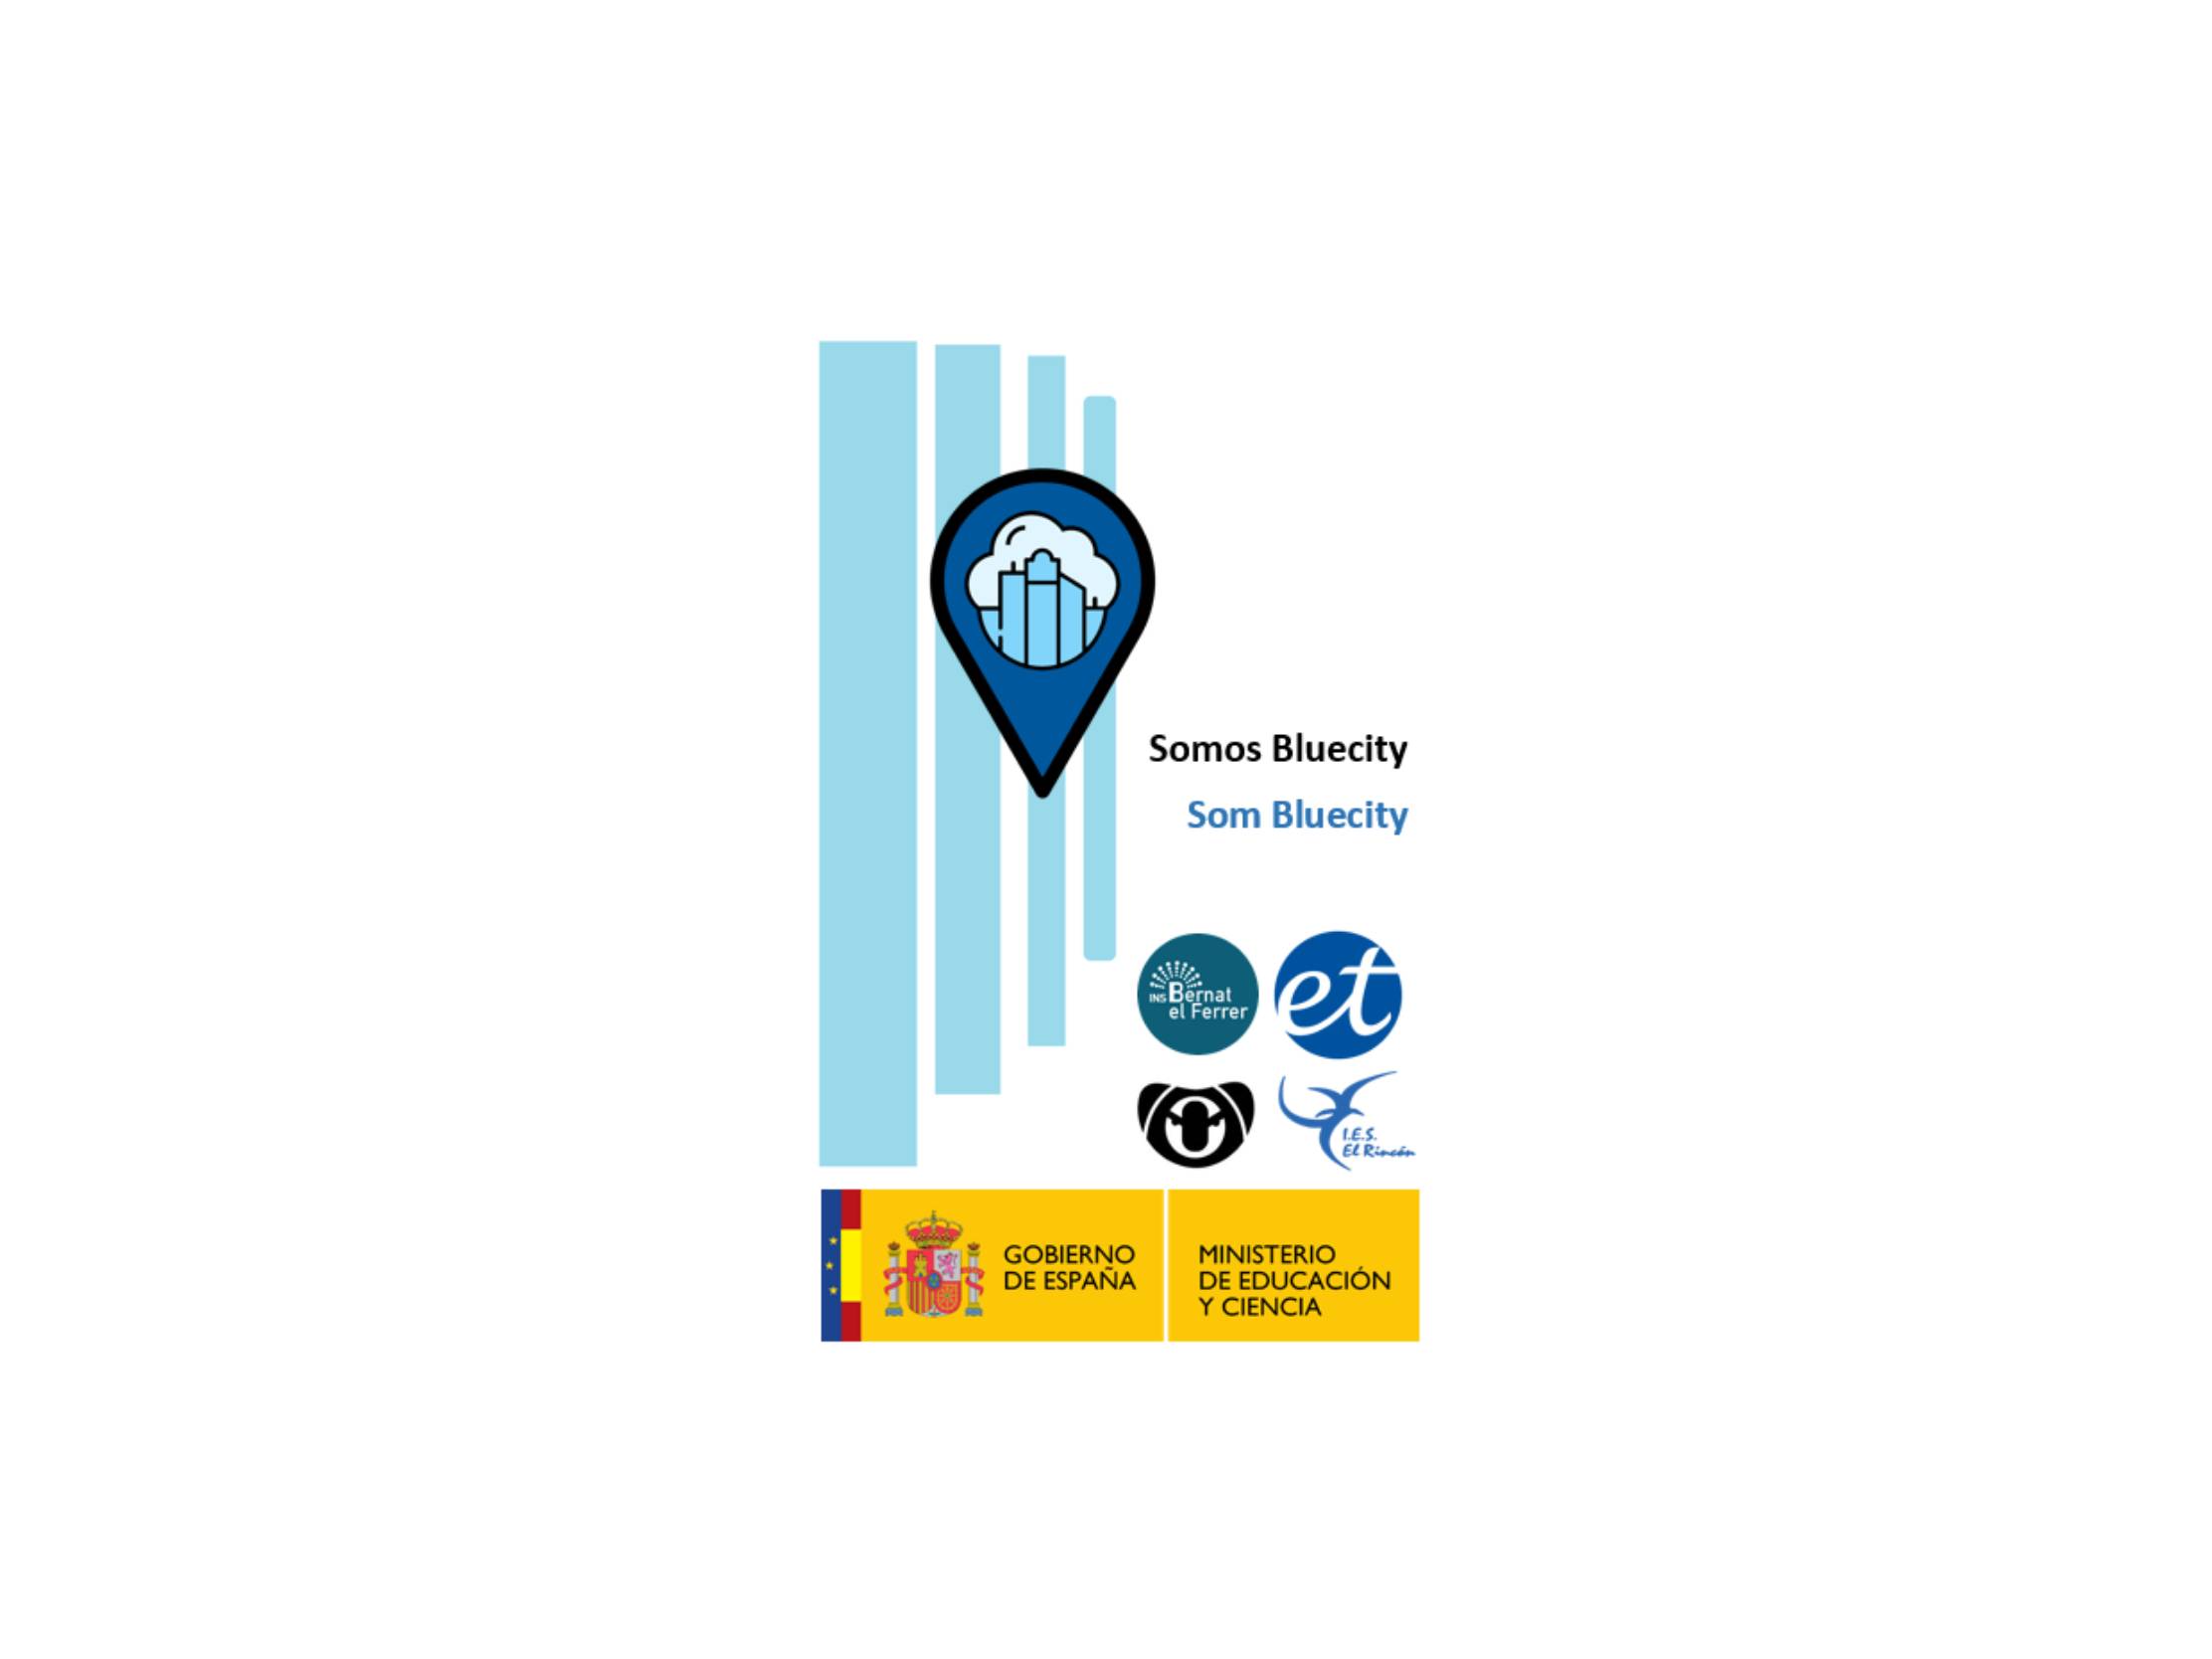 Somos Bluecity
Som Bluecity
INS Bernat
el Ferrer
et
I.E.S.
El Rincón
GOBIERNO
DE ESPAÑA
MINISTERIO
DE EDUCACIÓN
Y CIENCIA